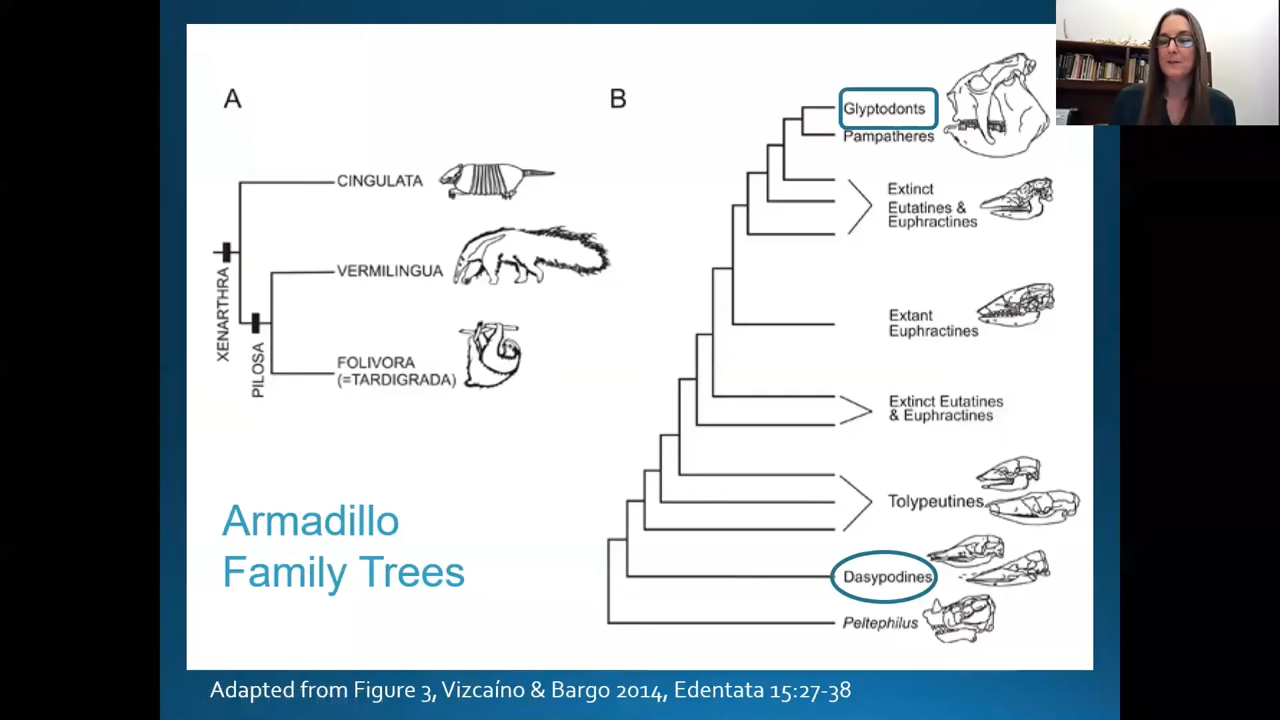 A
CINGULATA
XENARTHRA
VERMILINGUA
PILOSA
FOLIVORA
(=TARDIGRADA)
B
Glyptodonts
Pampatheres
Extinct
Eutatines &
Euphractines
Extant
Euphractines
Extinct Eutatines
& Euphractines
Tolypeutines
Dasypodines
Peltephilus
Armadillo
Family Trees
Adapted from Figure 3, Vizcaíno & Bargo 2014, Edentata 15:27-38